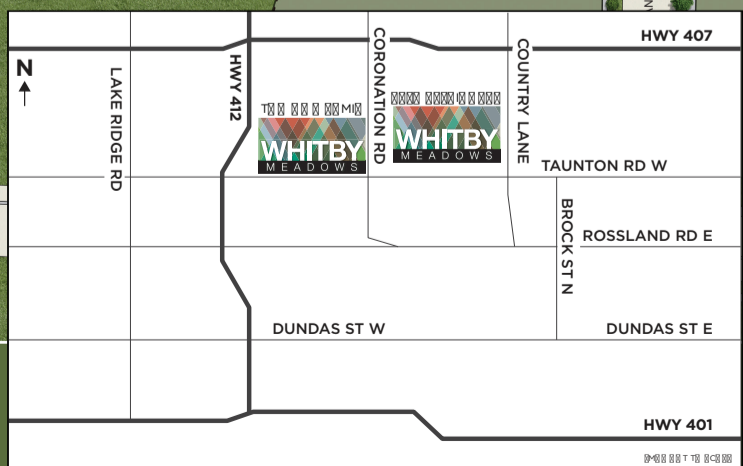 HWY 407
N
LAKE RIDGE RD
HWY 412
CORONATION RD
COUNTRY LANE
WHITBY
MEADOWS
WHITBY
MEADOWS
TAUNTON RD W
BROCK ST N
ROSSLAND RD E
DUNDAS ST W
DUNDAS ST E
HWY 401